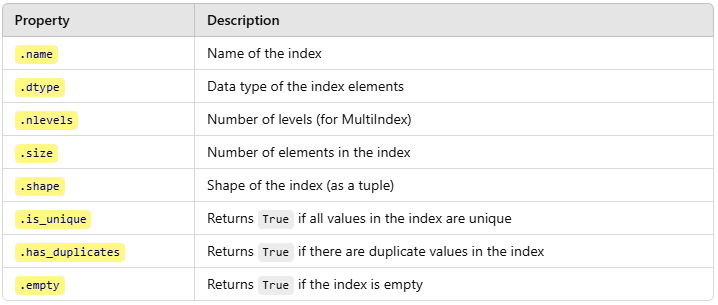 Property Description
.name Name of the index
.dtype Data type of the index elements
.nlevels Number of levels (for MultiIndex)
.size Number of elements in the index
.shape Shape of the index (as a tuple)
.is_unique Returns True if all values in the index are unique
.has_duplicates Returns True if there are duplicate values in the index
.empty Returns True if the index is empty